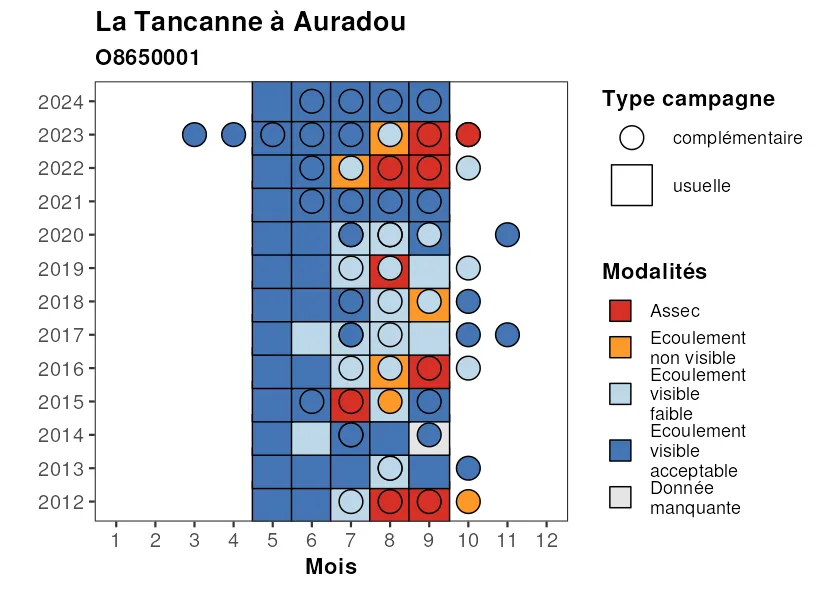 La Tancanne à Auradou
O8650001
2024
2023
2022
2021
2020
2019
2018
2017
2016
2015
2014
2013
2012
1 2 3 4 5 6 7 8 9 10 11 12
Mois
Type campagne
complémentaire
usuelle
Modalités
Assec
Ecoulement
non visible
Ecoulement
visible
faible
Ecoulement
visible
acceptable
Donnée
manquante